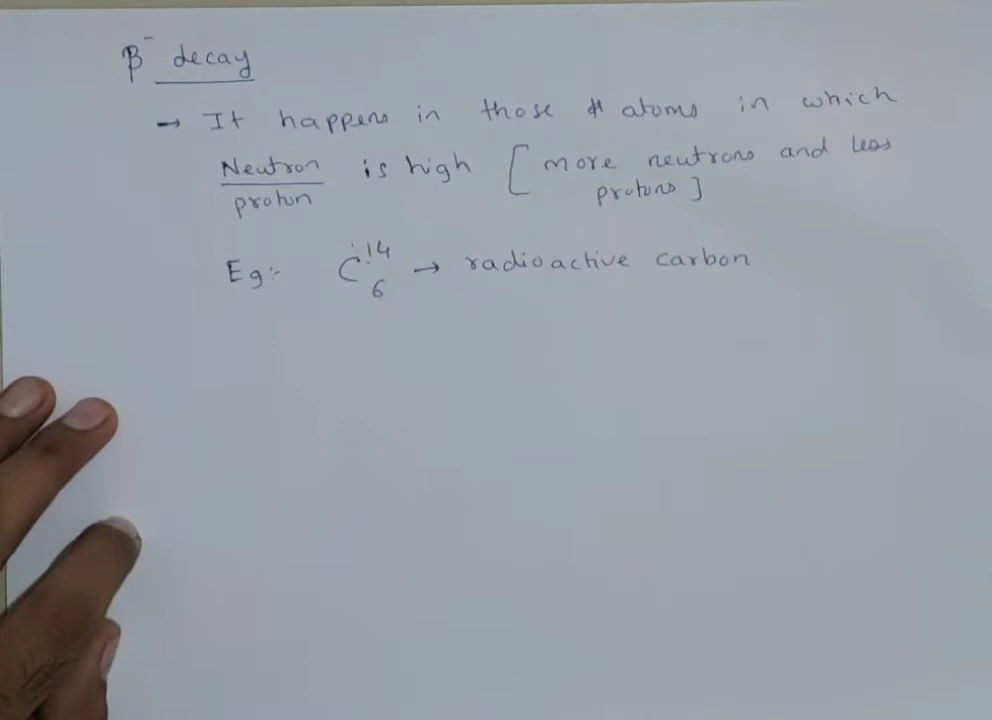 β⁻ decay
→ It happens in those atoms in which
Neutron is high [ more neutrons and less
proton protons ]
Eg:- C¹⁴₆ → radioactive carbon